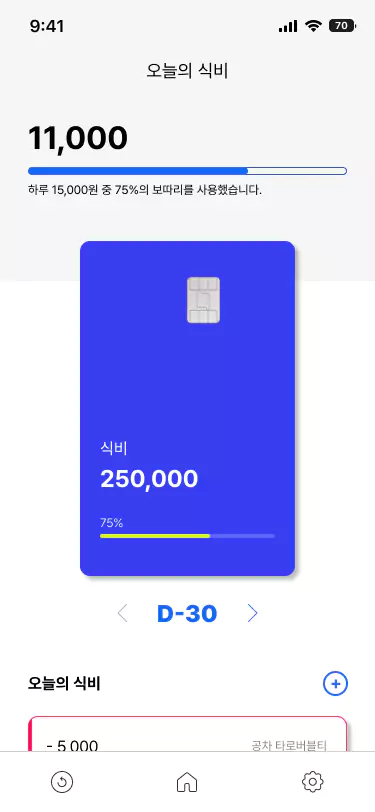 9:41
70
오늘의 식비
11,000
하루 15,000원 중 75%의 보따리를 사용했습니다.
식비
250,000
75%
D-30
오늘의 식비
- 5,000
공차 타로버블티